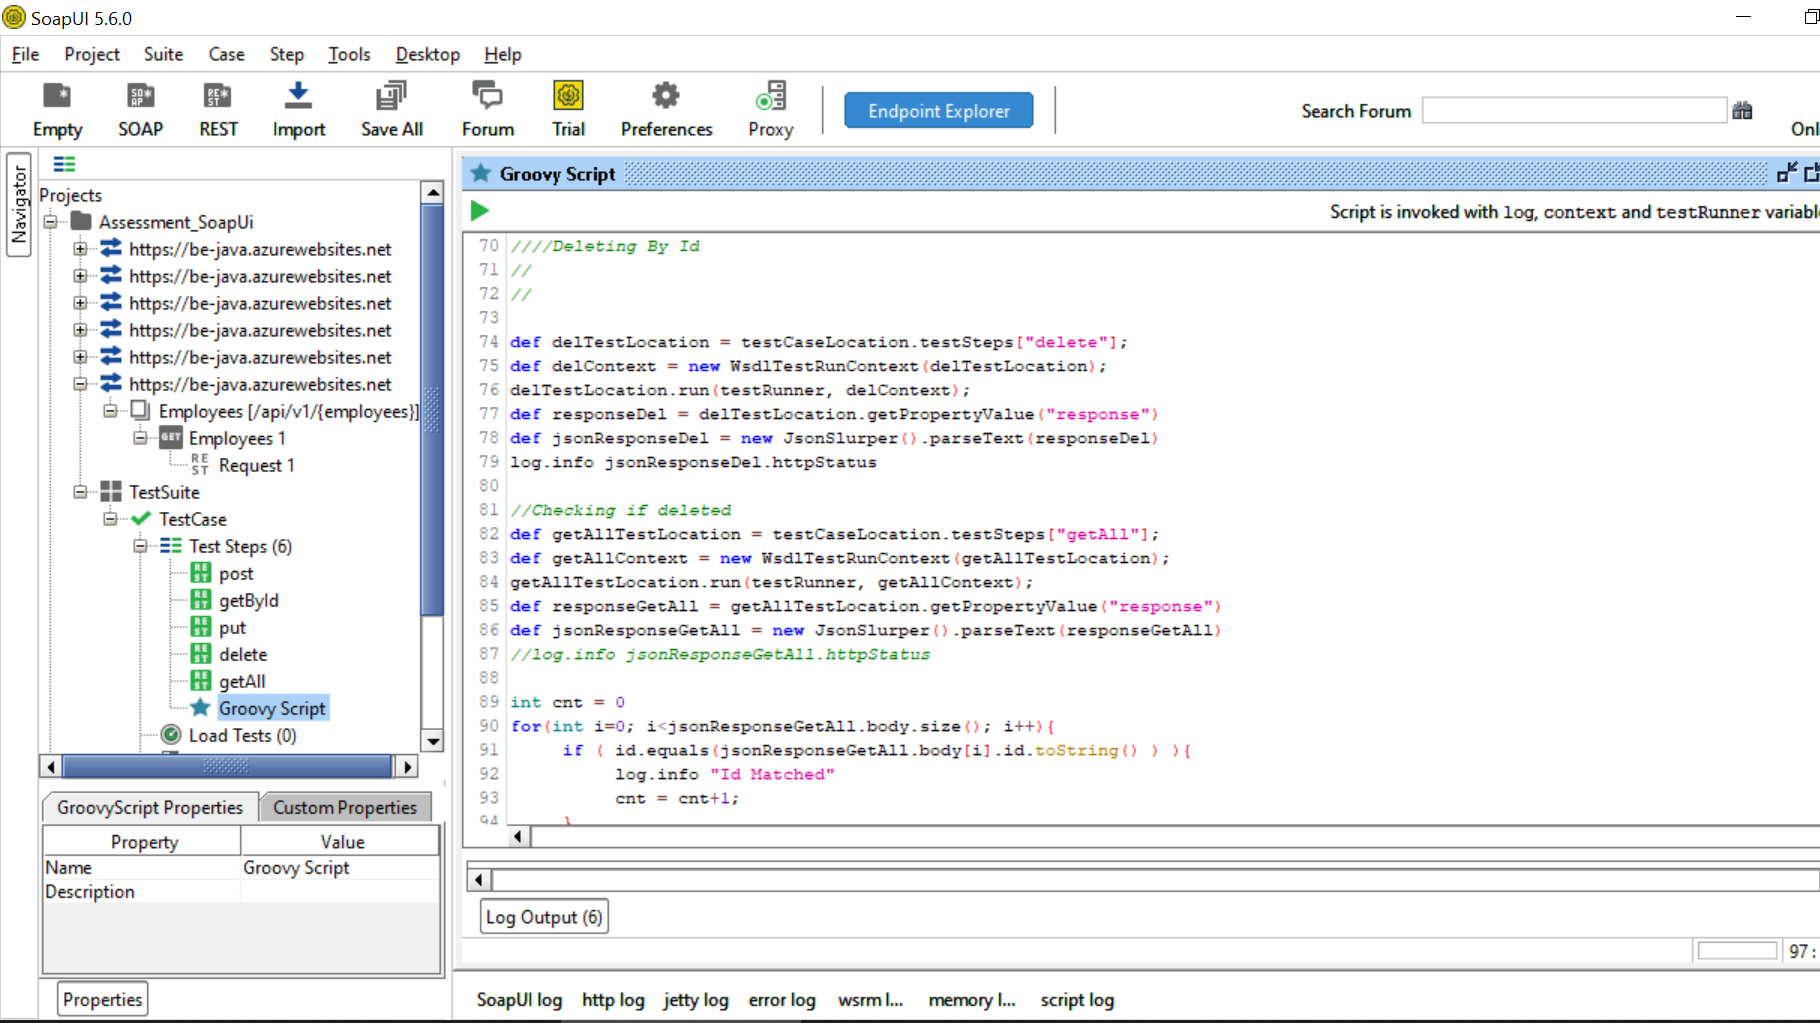 SoapUI 5.6.0
File Project Suite Case Step Tools Desktop Help
Empty SOAP REST Import Save All Forum Trial Preferences Proxy Endpoint Explorer Search Forum Onl
Navigator
Projects
Assessment_SoapUi
https://be-java.azurewebsites.net
https://be-java.azurewebsites.net
https://be-java.azurewebsites.net
https://be-java.azurewebsites.net
https://be-java.azurewebsites.net
https://be-java.azurewebsites.net
Employees [/api/v1/{employees}]
GET Employees 1
REST Request 1
TestSuite
TestCase
Test Steps (6)
REST post
REST getById
REST put
REST delete
REST getAll
Groovy Script
Load Tests (0)
GroovyScript Properties Custom Properties
Property Value
Name Groovy Script
Description
Properties
Groovy Script
Script is invoked with log, context and testRunner variabl
70 ////Deleting By Id
71 //
72 //
73
74 def delTestLocation = testCaseLocation.testSteps["delete"];
75 def delContext = new WsdlTestRunContext(delTestLocation);
76 delTestLocation.run(testRunner, delContext);
77 def responseDel = delTestLocation.getPropertyValue("response")
78 def jsonResponseDel = new JsonSlurper().parseText(responseDel)
79 log.info jsonResponseDel.httpStatus
80
81 //Checking if deleted
82 def getAllTestLocation = testCaseLocation.testSteps["getAll"];
83 def getAllContext = new WsdlTestRunContext(getAllTestLocation);
84 getAllTestLocation.run(testRunner, getAllContext);
85 def responseGetAll = getAllTestLocation.getPropertyValue("response")
86 def jsonResponseGetAll = new JsonSlurper().parseText(responseGetAll)
87 //log.info jsonResponseGetAll.httpStatus
88
89 int cnt = 0
90 for(int i=0; i<jsonResponseGetAll.body.size(); i++){
91 if ( id.equals(jsonResponseGetAll.body[i].id.toString() ) ){
92 log.info "Id Matched"
93 cnt = cnt+1;
94 }
Log Output (6)
97 :
SoapUI log http log jetty log error log wsrm l... memory l... script log